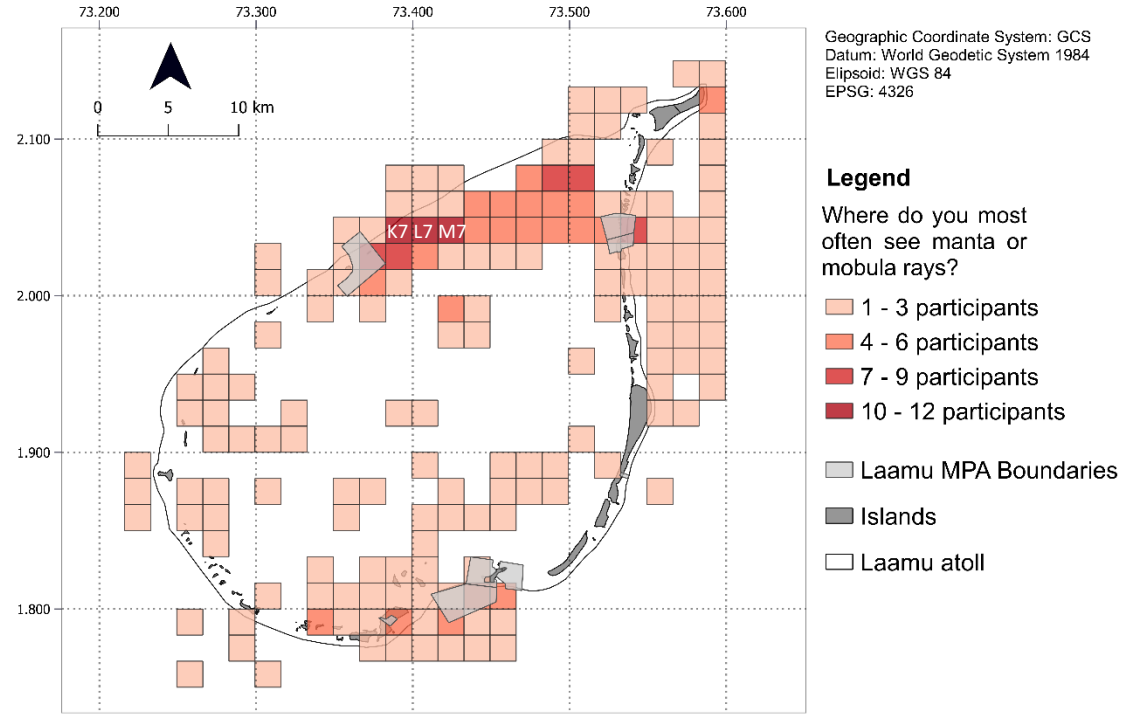 73.200 73.300 73.400 73.500 73.600
Geographic Coordinate System: GCS
Datum: World Geodetic System 1984
Elipsoid: WGS 84
EPSG: 4326
0 5 10 km
2.100
2.000
1.900
1.800
K7 L7 M7
Legend
Where do you most
often see manta or
mobula rays?
1 - 3 participants
4 - 6 participants
7 - 9 participants
10 - 12 participants
Laamu MPA Boundaries
Islands
Laamu atoll